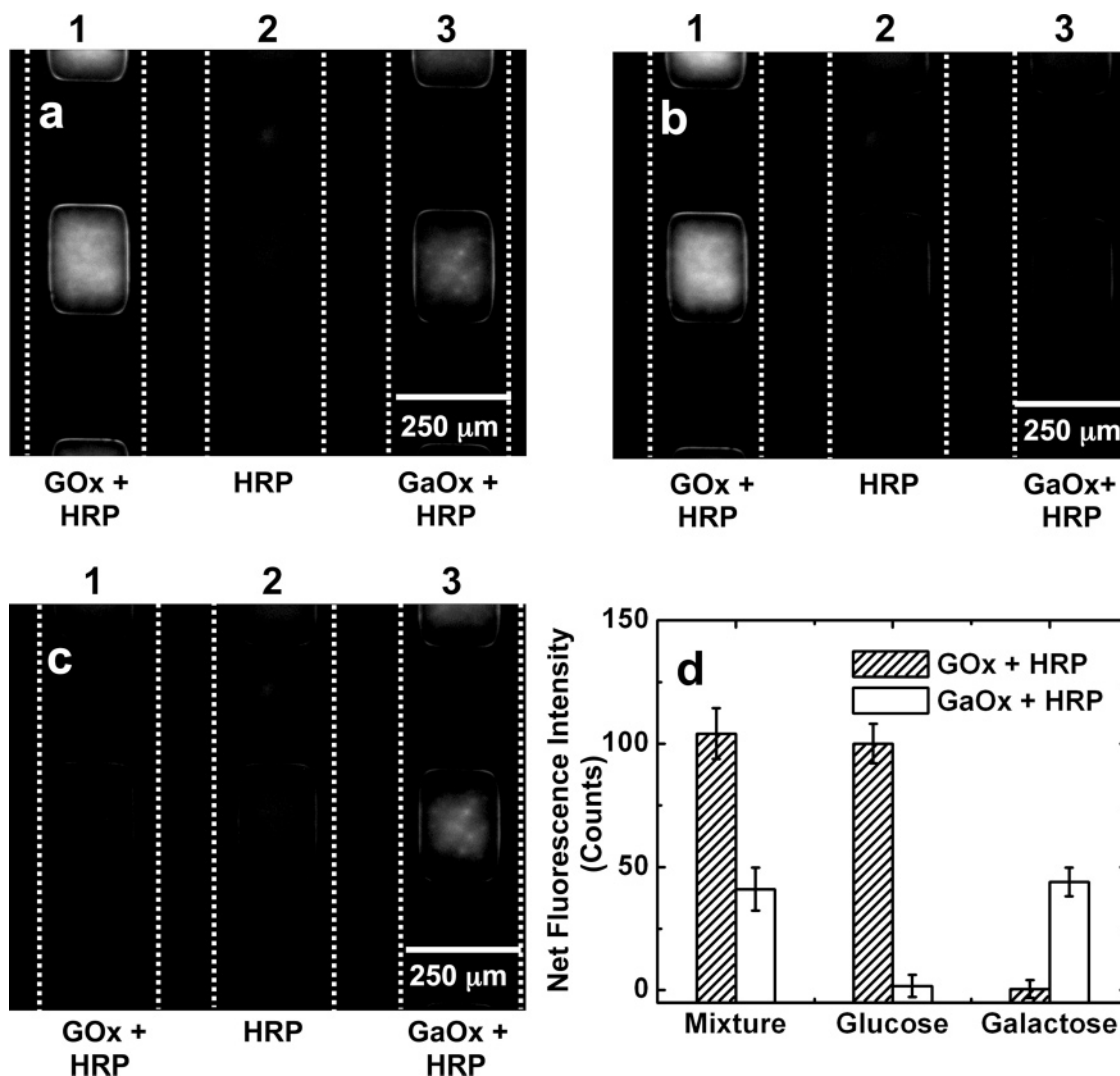 1 2 3
a
250 μm
GOx + HRP GaOx +
HRP HRP
1 2 3
b
250 μm
GOx + HRP GaOx+
HRP HRP
1 2 3
c
250 μm
GOx + HRP GaOx +
HRP HRP
d
GOx + HRP
GaOx + HRP
Net Fluorescence Intensity
(Counts)
150
100
50
0
Mixture Glucose Galactose